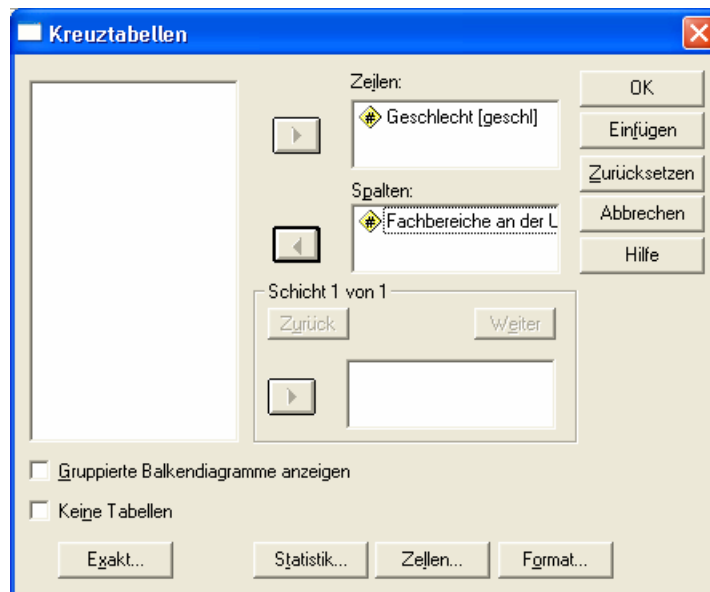 Kreuztabellen
Zeilen:
Geschlecht [geschl]
Spalten:
Fachbereiche an der U
OK
Einfügen
Zurücksetzen
Abbrechen
Hilfe
Schicht 1 von 1
Zurück
Weiter
Gruppierte Balkendiagramme anzeigen
Keine Tabellen
Exakt...
Statistik...
Zellen...
Format...